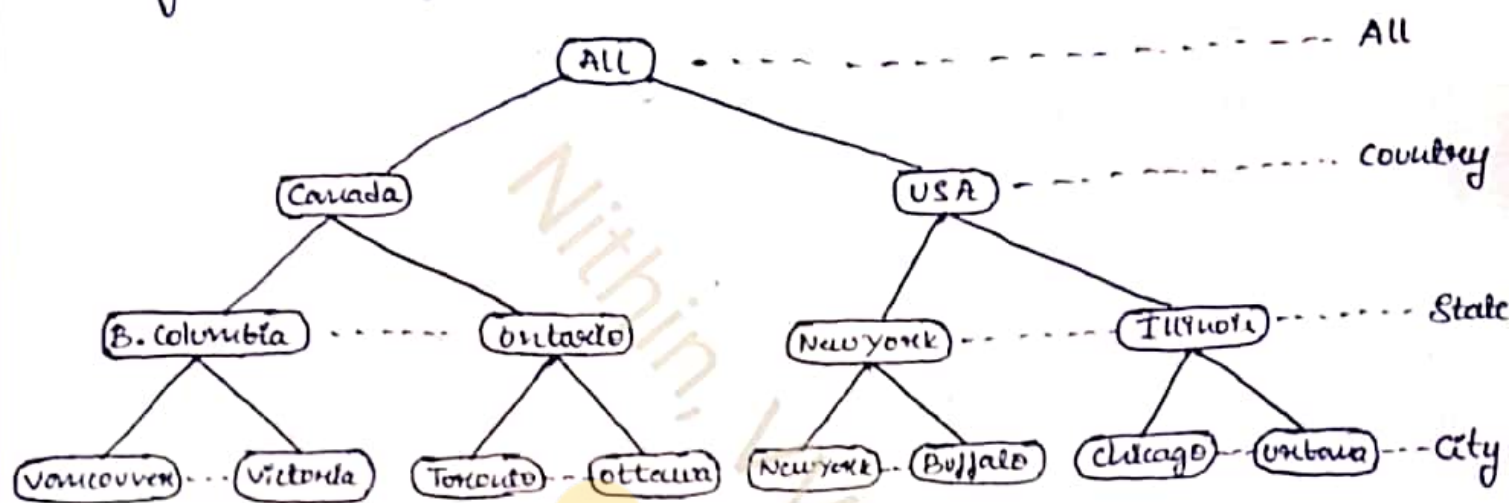 All All
Canada USA Country
B. Columbia Ontario New york Illinois State
Vancouver Victoria Toronto Ottawa New york Buffalo Chicago Urbana City
Nithin,